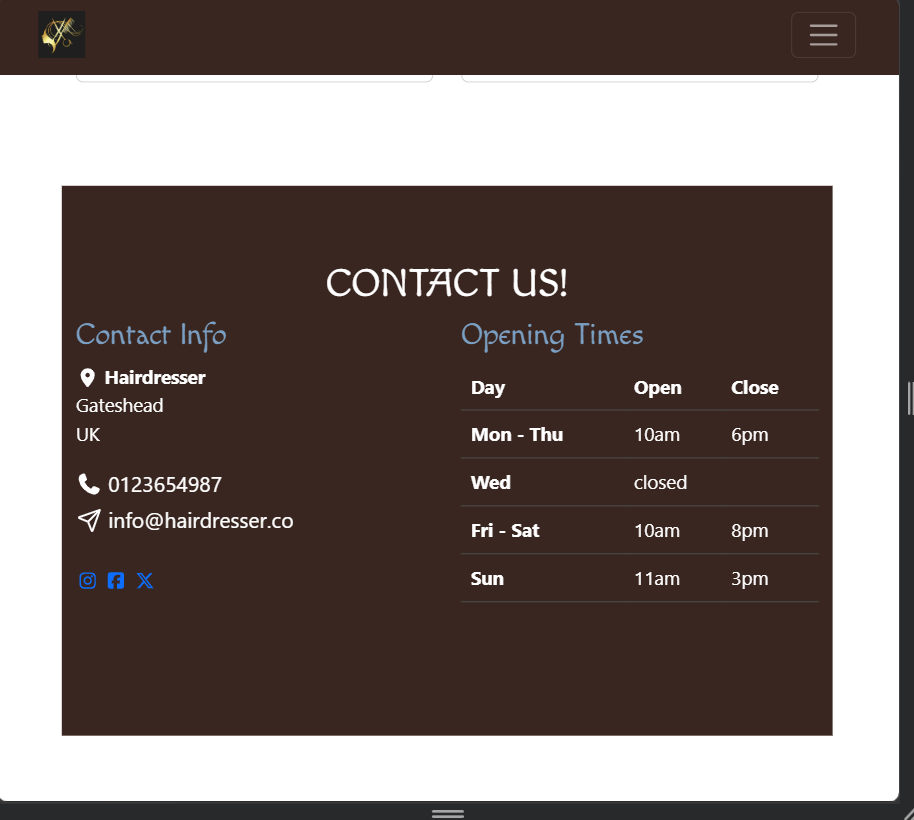 CONTACT US!
Contact Info
Hairdresser
Gateshead
UK
0123654987
info@hairdresser.co
Opening Times
Day Open Close
Mon - Thu 10am 6pm
Wed closed
Fri - Sat 10am 8pm
Sun 11am 3pm